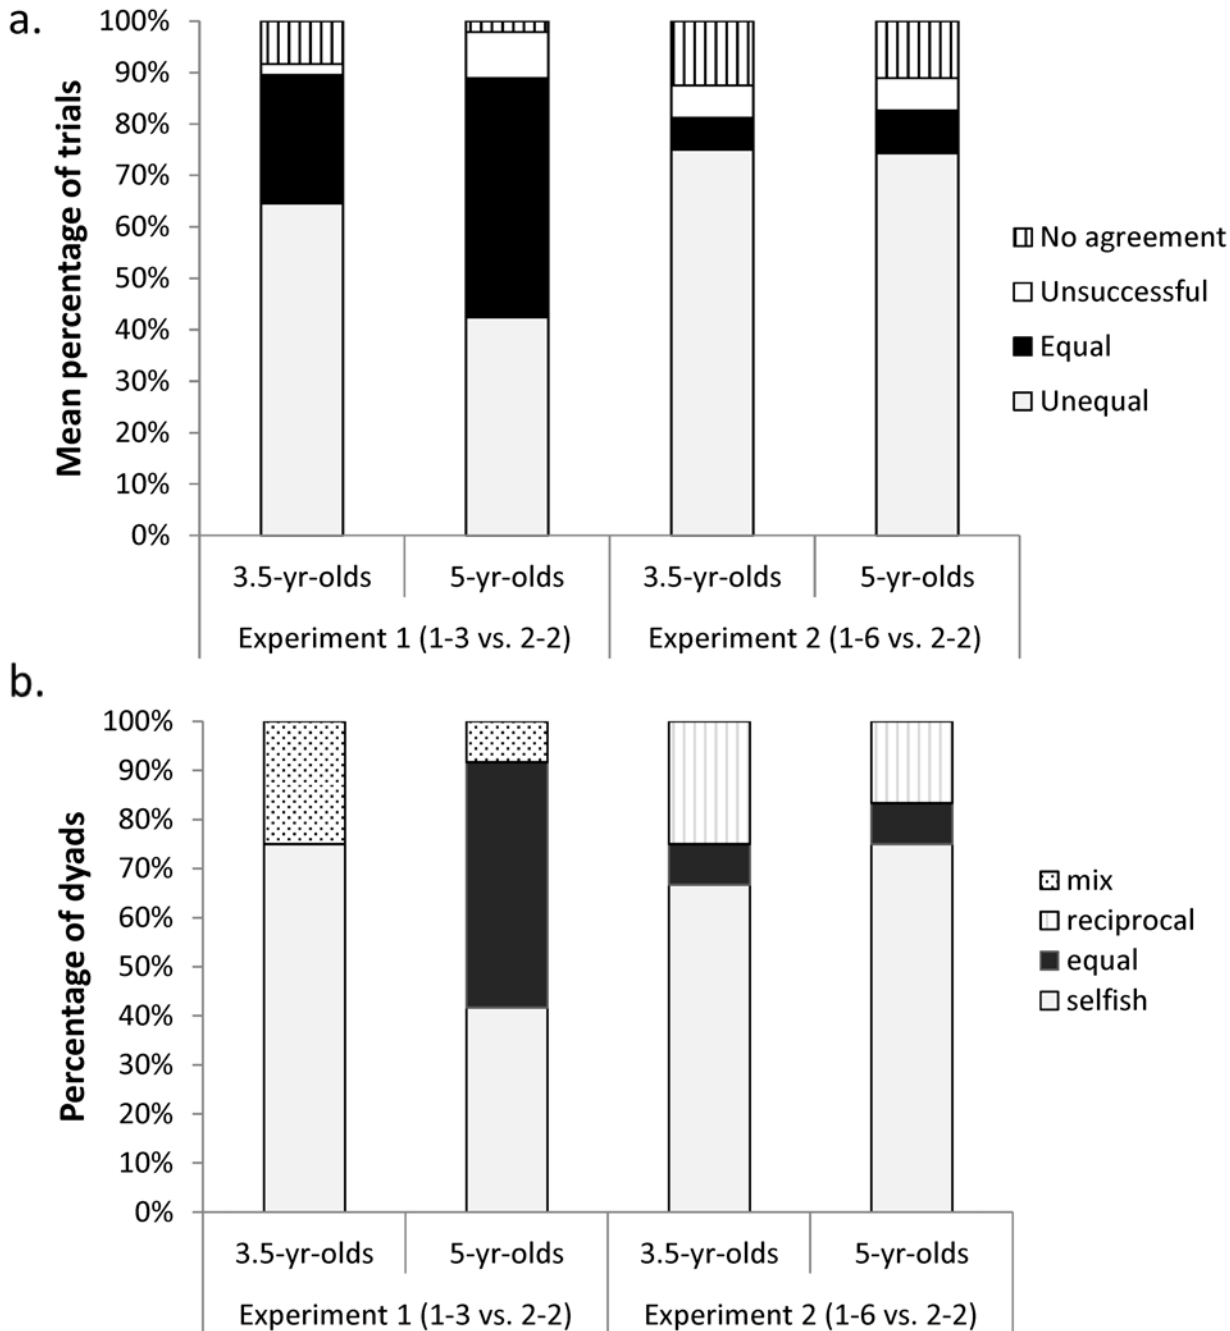 a.
Mean percentage of trials
100%
90%
80%
70%
60%
50%
40%
30%
20%
10%
0%
No agreement
Unsuccessful
Equal
Unequal
3.5-yr-olds 5-yr-olds 3.5-yr-olds 5-yr-olds
Experiment 1 (1-3 vs. 2-2) Experiment 2 (1-6 vs. 2-2)
b.
Percentage of dyads
100%
90%
80%
70%
60%
50%
40%
30%
20%
10%
0%
mix
reciprocal
equal
selfish
3.5-yr-olds 5-yr-olds 3.5-yr-olds 5-yr-olds
Experiment 1 (1-3 vs. 2-2) Experiment 2 (1-6 vs. 2-2)